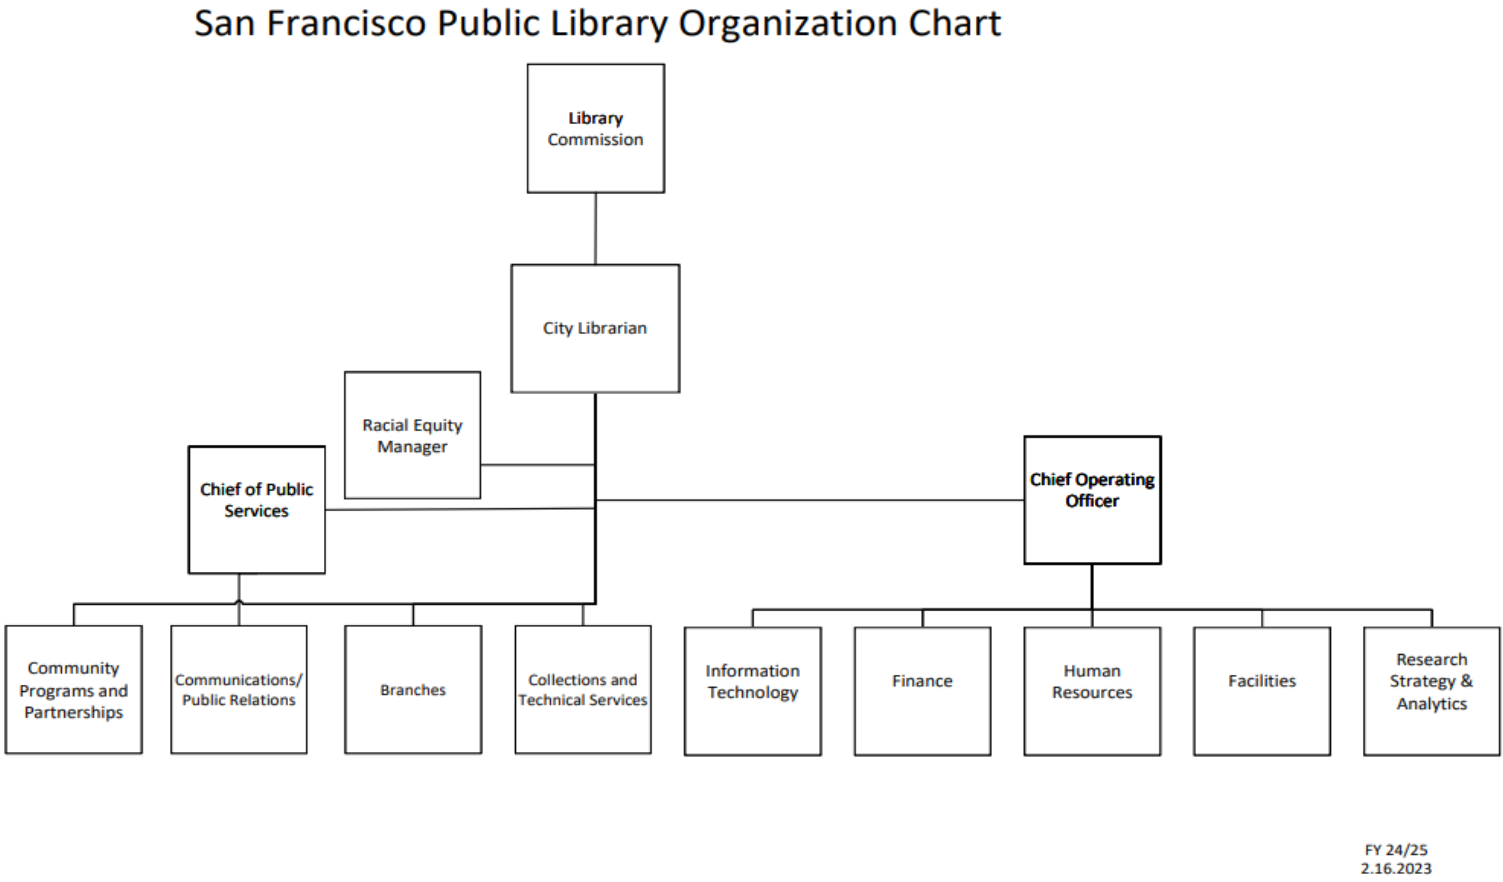 San Francisco Public Library Organization Chart
Library
Commission
City Librarian
Racial Equity
Manager
Chief of Public
Services
Chief Operating
Officer
Community
Programs and
Partnerships
Communications/
Public Relations
Branches
Collections and
Technical Services
Information
Technology
Finance
Human
Resources
Facilities
Research
Strategy &
Analytics
FY 24/25
2.16.2023